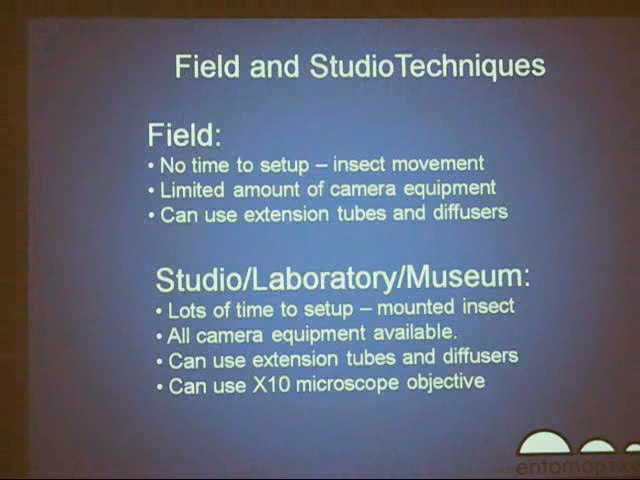 Field and StudioTechniques
Field:
• No time to setup – insect movement
• Limited amount of camera equipment
• Can use extension tubes and diffusers
Studio/Laboratory/Museum:
• Lots of time to setup – mounted insect
• All camera equipment available.
• Can use extension tubes and diffusers
• Can use X10 microscope objective